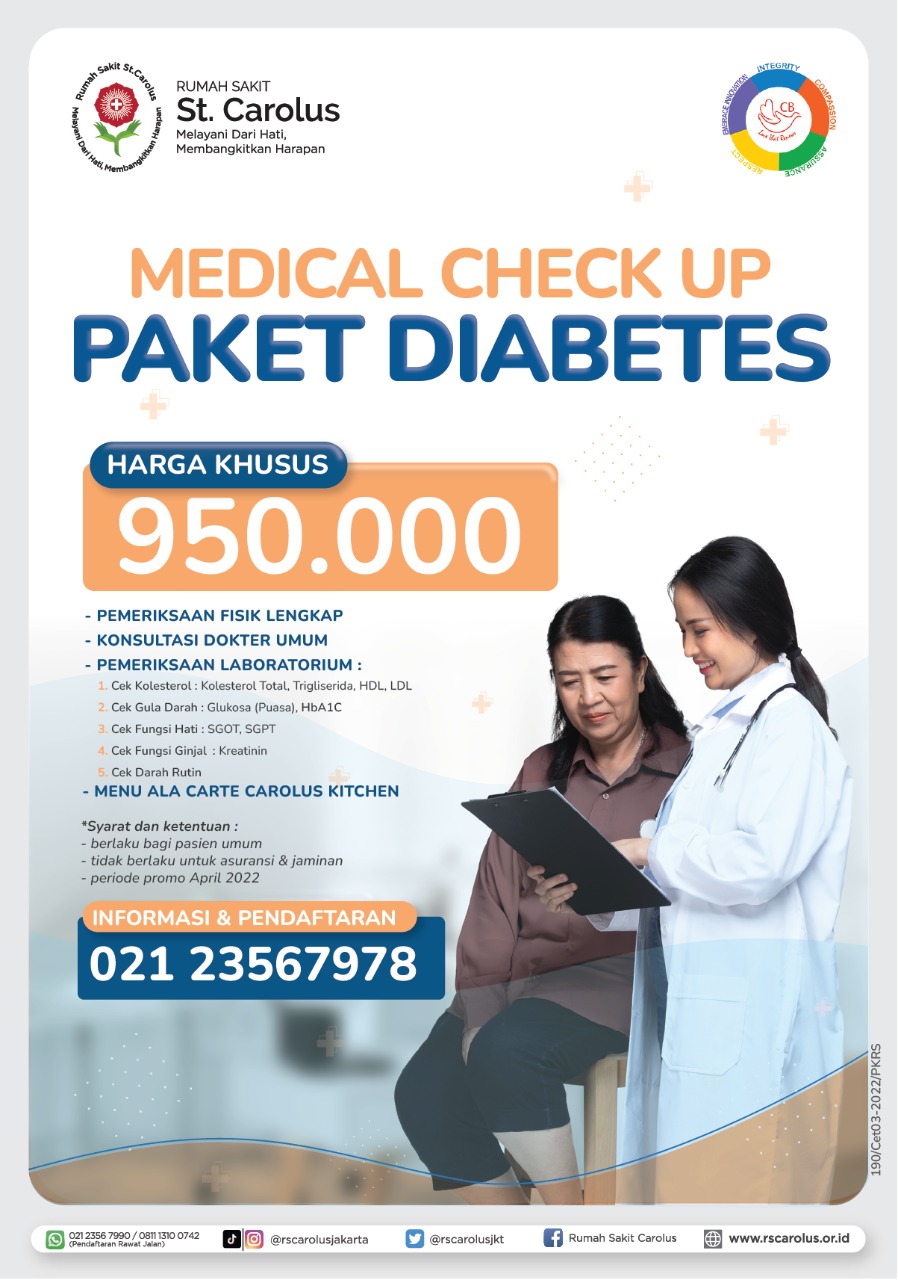 Rumah Sakit St.Carolus
Melayani Dari Hati, Membangkitkan Harapan
RUMAH SAKIT
St. Carolus
Melayani Dari Hati,
Membangkitkan Harapan
INTEGRITY
COMPASSION
ASSURANCE
RESPECT
EMBRACE INNOVATION
CB
MEDICAL CHECK UP
PAKET DIABETES
HARGA KHUSUS
950.000
- PEMERIKSAAN FISIK LENGKAP
- KONSULTASI DOKTER UMUM
- PEMERIKSAAN LABORATORIUM :
1. Cek Kolesterol : Kolesterol Total, Trigliserida, HDL, LDL
2. Cek Gula Darah : Glukosa (Puasa), HbA1C
3. Cek Fungsi Hati : SGOT, SGPT
4. Cek Fungsi Ginjal : Kreatinin
5. Cek Darah Rutin
- MENU ALA CARTE CAROLUS KITCHEN
*Syarat dan ketentuan :
- berlaku bagi pasien umum
- tidak berlaku untuk asuransi & jaminan
- periode promo April 2022
INFORMASI & PENDAFTARAN
021 23567978
190/Cet03-2022/PKRS
021 2356 7990 / 0811 1310 0742
(Pendaftaran Rawat Jalan)
@rscarolusjakarta
@rscarolusjkt
Rumah Sakit Carolus
www.rscarolus.or.id